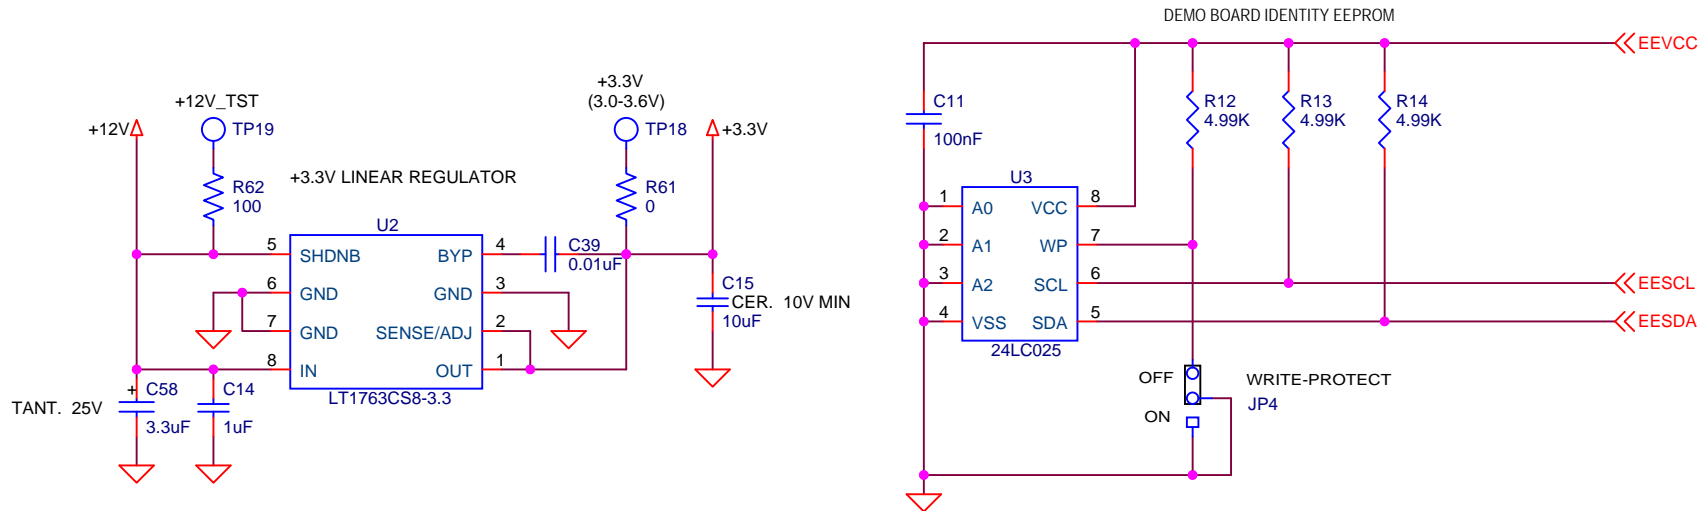 DEMO BOARD IDENTITY EEPROM
EEVCC
+3.3V
(3.0-3.6V)
+12V_TST
+12V
TP19
TP18
+3.3V
R62
100
+3.3V LINEAR REGULATOR
R61
0
U2
5
SHDNB
BYP
4
C39
0.01uF
6
GND
GND
3
7
GND
SENSE/ADJ
2
8
IN
OUT
1
LT1763CS8-3.3
C15
CER. 10V MIN
10uF
+
C58
C14
TANT. 25V
3.3uF
1uF
C11
100nF
R12
4.99K
R13
4.99K
R14
4.99K
U3
1
A0
VCC
8
2
A1
WP
7
3
A2
SCL
6
EESCL
4
VSS
SDA
5
EESDA
24LC025
OFF
WRITE-PROTECT
JP4
ON